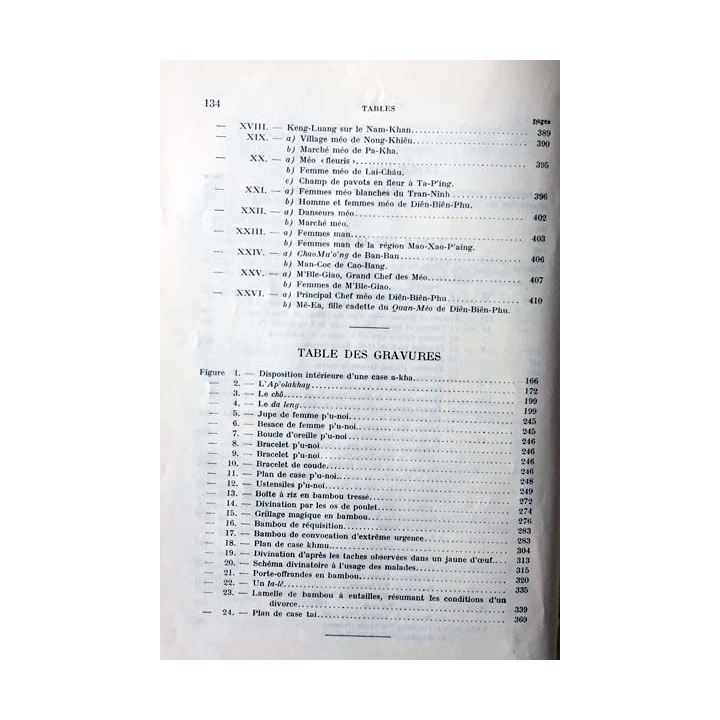 134
TABLES
pages
— XVIII. — Keng-Luang sur le Nam-Khan. 389
— XIX. — a) Village méo de Nong-Khiêu. 390
b) Marché méo de Pa-Kha.
— XX. — a) Méo « fleuris ». 395
b) Femme méo de Lai-Châu.
c) Champ de pavots en fleur à Ta-P'ing.
— XXI. — a) Femmes méo blanches du Tran-Ninh. 396
b) Homme et femmes méo de Diên-Biên-Phu.
— XXII. — a) Danseurs méo. 402
b) Marché méo.
— XXIII. — a) Femmes man. 403
b) Femmes man de la région Mao-Xao-P'aing.
— XXIV. — a) ChaoMu'o'ng de Ban-Ban. 406
b) Man-Coc de Cao-Bang.
— XXV. — a) M'Ble-Giao, Grand Chef des Méo. 407
b) Femmes de M'Ble-Giao.
— XXVI. — a) Principal Chef méo de Diên-Biên-Phu. 410
b) Mê-Ea, fille cadette du Quan-Méo de Diên-Biên-Phu.
TABLE DES GRAVURES
Figure 1. — Disposition intérieure d'une case a-kha. 166
— 2. — L'Ap'olakhay. 172
— 3. — Le chô. 199
— 4. — Le da leng. 199
— 5. — Jupe de femme p'u-noi. 245
— 6. — Besace de femme p'u-noi. 245
— 7. — Boucle d'oreille p'u-noi. 246
— 8. — Bracelet p'u-noi. 246
— 9. — Bracelet p'u-noi. 246
— 10. — Bracelet de coude. 246
— 11. — Plan de case p'u-noi. 248
— 12. — Ustensiles p'u-noi. 249
— 13. — Boîte à riz en bambou tressé. 272
— 14. — Divination par les os de poulet. 274
— 15. — Grillage magique en bambou. 276
— 16. — Bambou de réquisition. 283
— 17. — Bambou de convocation d'extrême urgence. 283
— 18. — Plan de case khmu. 304
— 19. — Divination d'après les taches observées dans un jaune d'œuf. 313
— 20. — Schéma divinatoire à l'usage des malades. 315
— 21. — Porte-offrandes en bambou. 320
— 22. — Un ta-lê. 335
— 23. — Lamelle de bambou à entailles, résumant les conditions d'un
divorce. 339
— 24. — Plan de case tai. 369